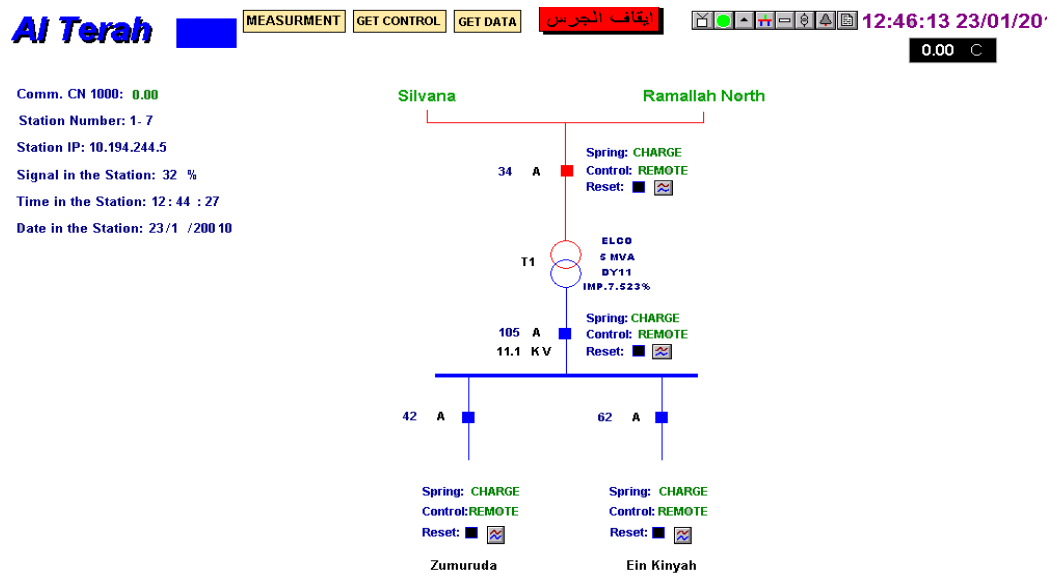 Al Terah
MEASURMENT
GET CONTROL
GET DATA
ايقاف الجرس
12:46:13 23/01/20
0.00 C
Comm. CN 1000: 0.00
Station Number: 1- 7
Station IP: 10.194.244.5
Signal in the Station: 32 %
Time in the Station: 12: 44 : 27
Date in the Station: 23/1 /200 10
Silvana
Ramallah North
34 A
Spring: CHARGE
Control: REMOTE
Reset:
T1
ELCO
5 MVA
DY11
IMP.7.523%
105 A
11.1 KV
Spring: CHARGE
Control: REMOTE
Reset:
42 A
62 A
Spring: CHARGE
Control:REMOTE
Reset:
Zumuruda
Spring: CHARGE
Control: REMOTE
Reset:
Ein Kinyah